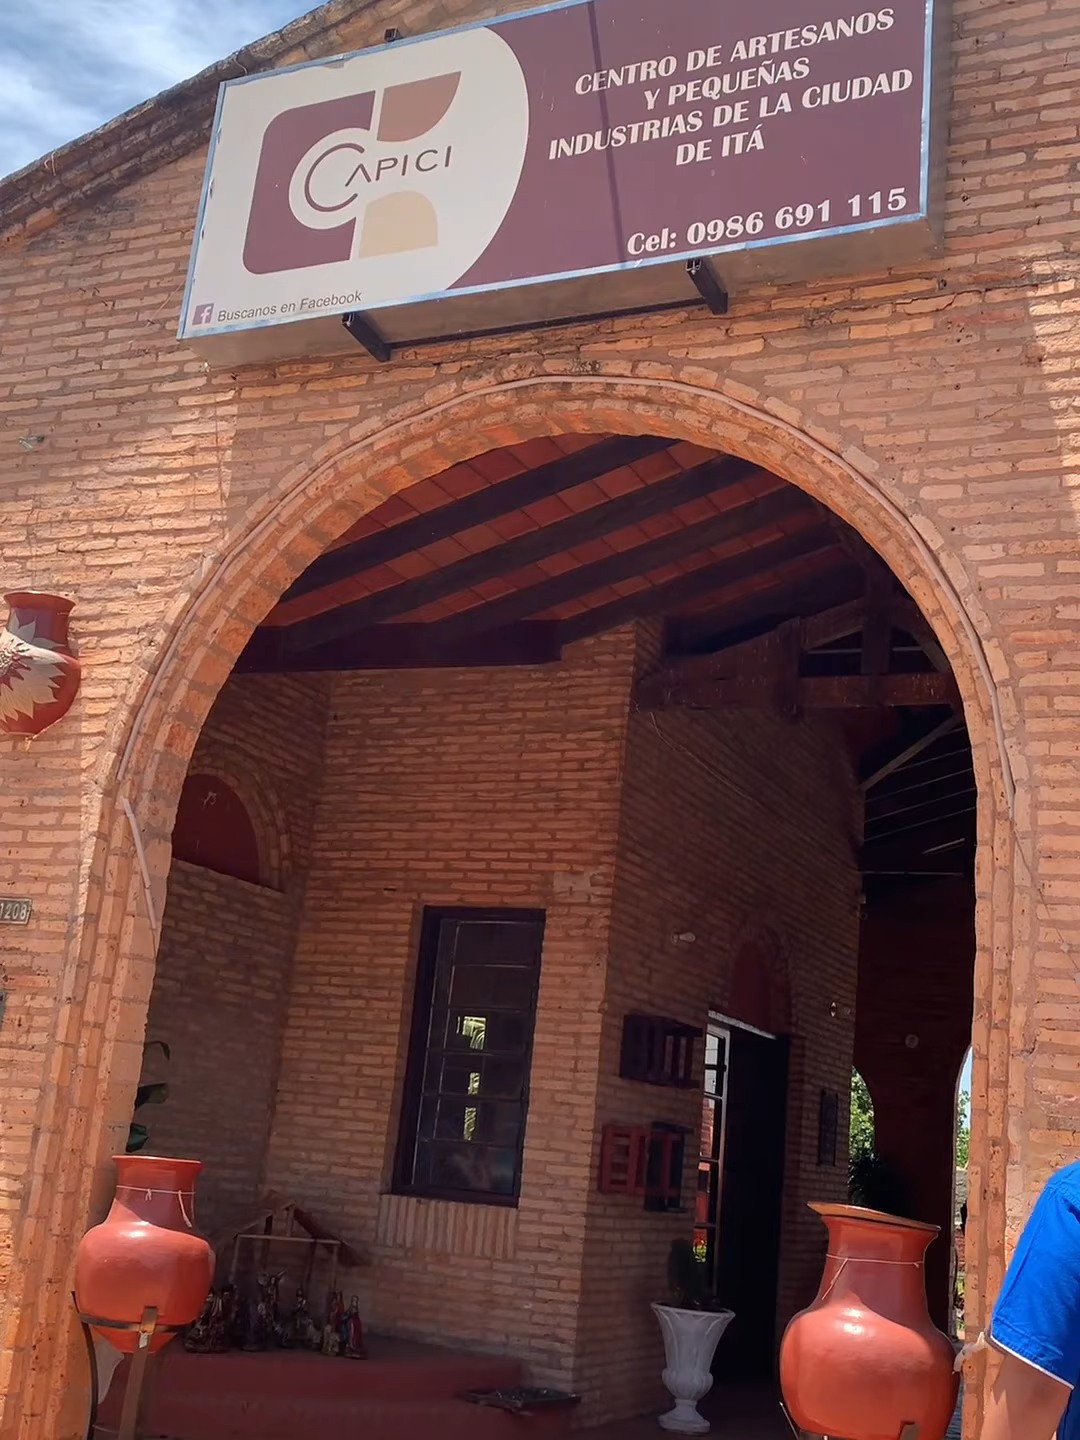 CAPICI
CENTRO DE ARTESANOS
Y PEQUEÑAS
INDUSTRIAS DE LA CIUDAD
DE ITÁ
Cel: 0986 691 115
f Buscanos en Facebook
1208